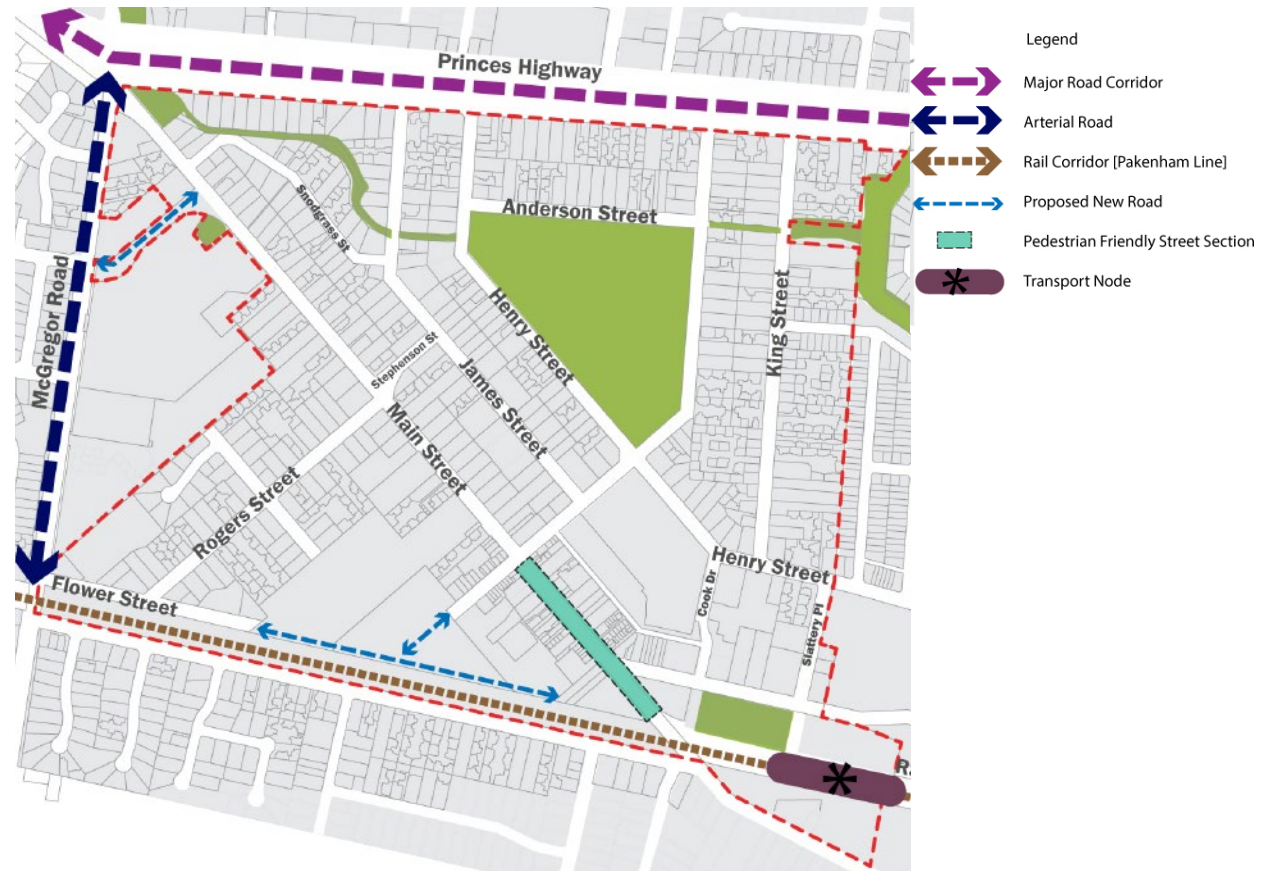 Princes Highway
Anderson Street
Snodgrass St
McGregor Road
Henry Street
King Street
Stephenson St
James Street
Main Street
Rogers Street
Henry Street
Cook Dr
Slattery Pl
Flower Street
Legend
Major Road Corridor
Arterial Road
Rail Corridor [Pakenham Line]
Proposed New Road
Pedestrian Friendly Street Section
Transport Node